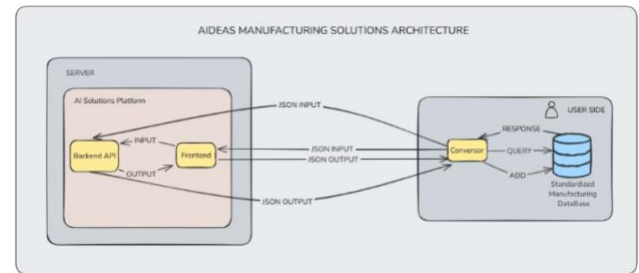 AIDEAS MANUFACTURING SOLUTIONS ARCHITECTURE
SERVER
AI Solutions Platform
JSON INPUT
USER SIDE
RESPONSE
INPUT
Backend API
Frontend
JSON INPUT
JSON OUTPUT
Conversor
QUERY
OUTPUT
ADD
Standardized
Manufacturing
DataBase
JSON OUTPUT